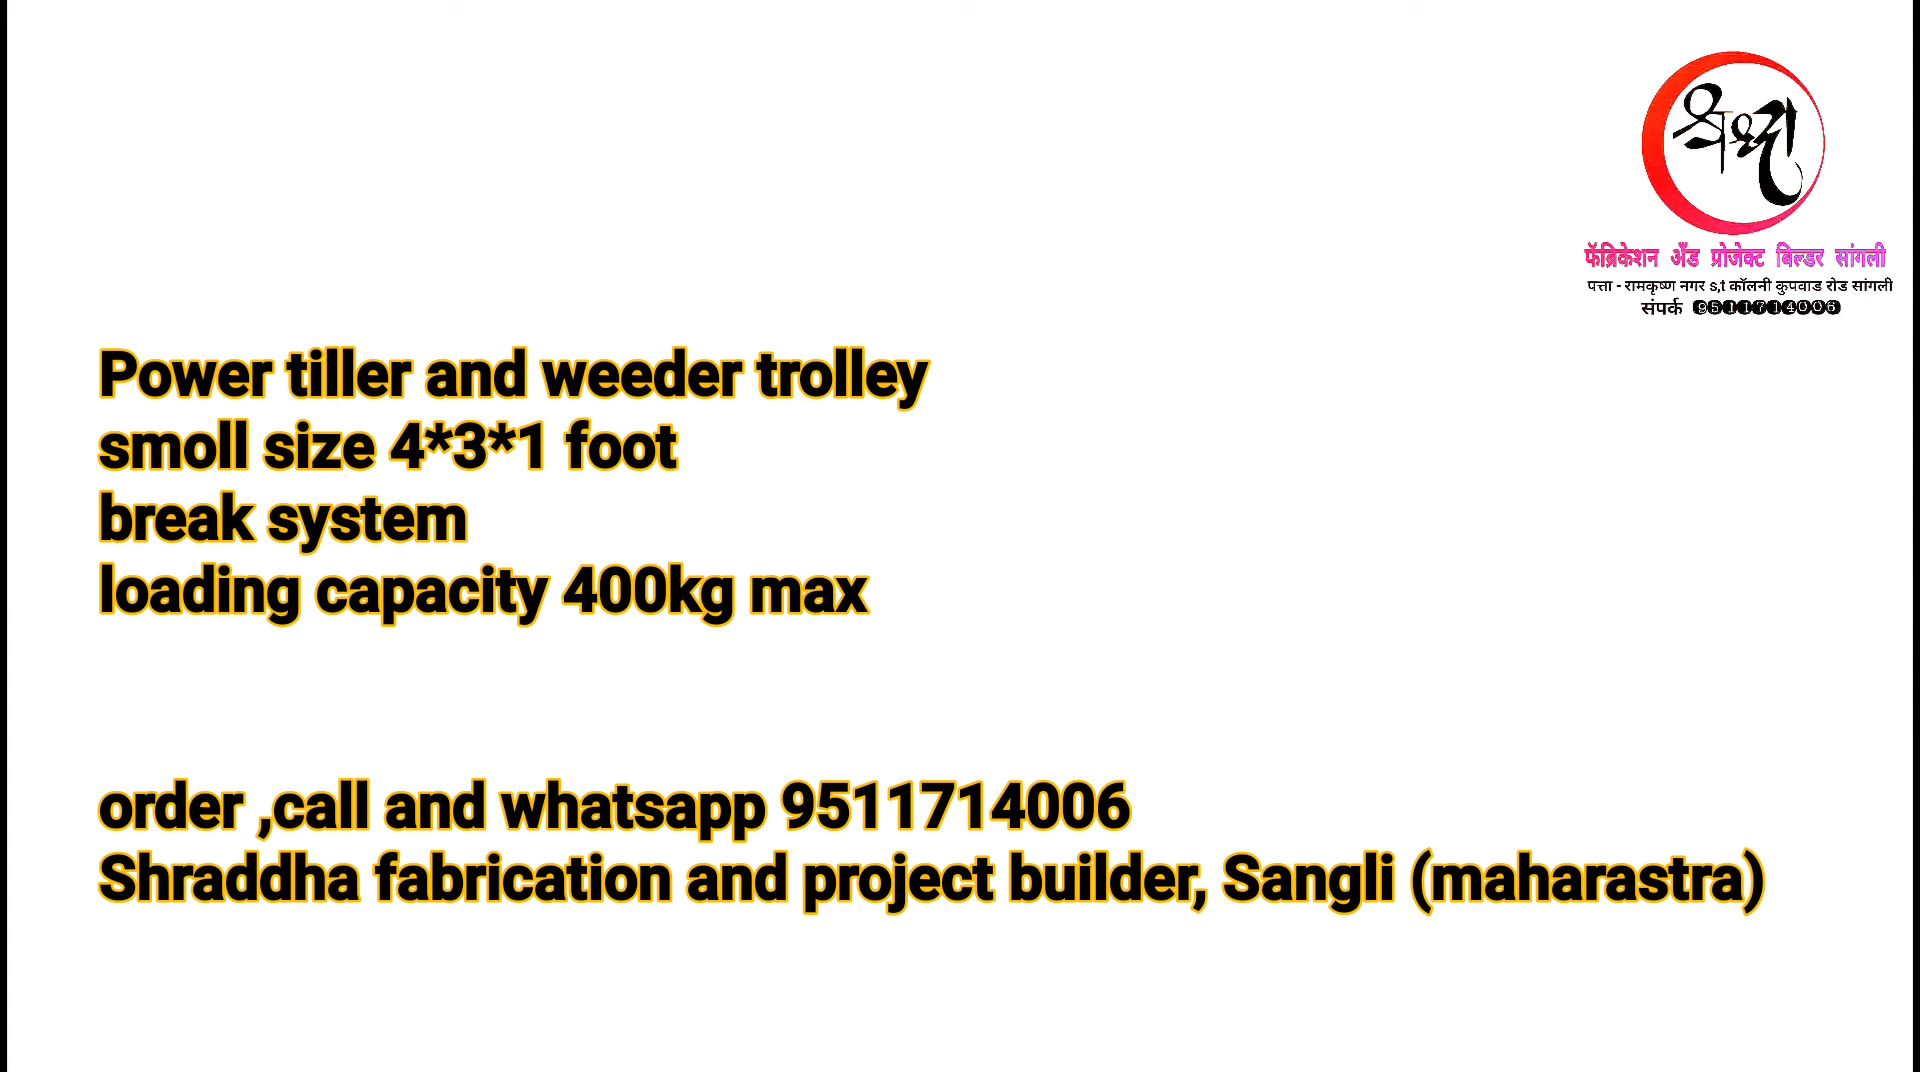 श्रध्दा
फॅब्रिकेशन अँड प्रोजेक्ट बिल्डर सांगली
पत्ता - रामकृष्ण नगर s,t कॉलनी कुपवाड रोड सांगली
संपर्क 9511714006
Power tiller and weeder trolley
smoll size 4*3*1 foot
break system
loading capacity 400kg max
order ,call and whatsapp 9511714006
Shraddha fabrication and project builder, Sangli (maharastra)